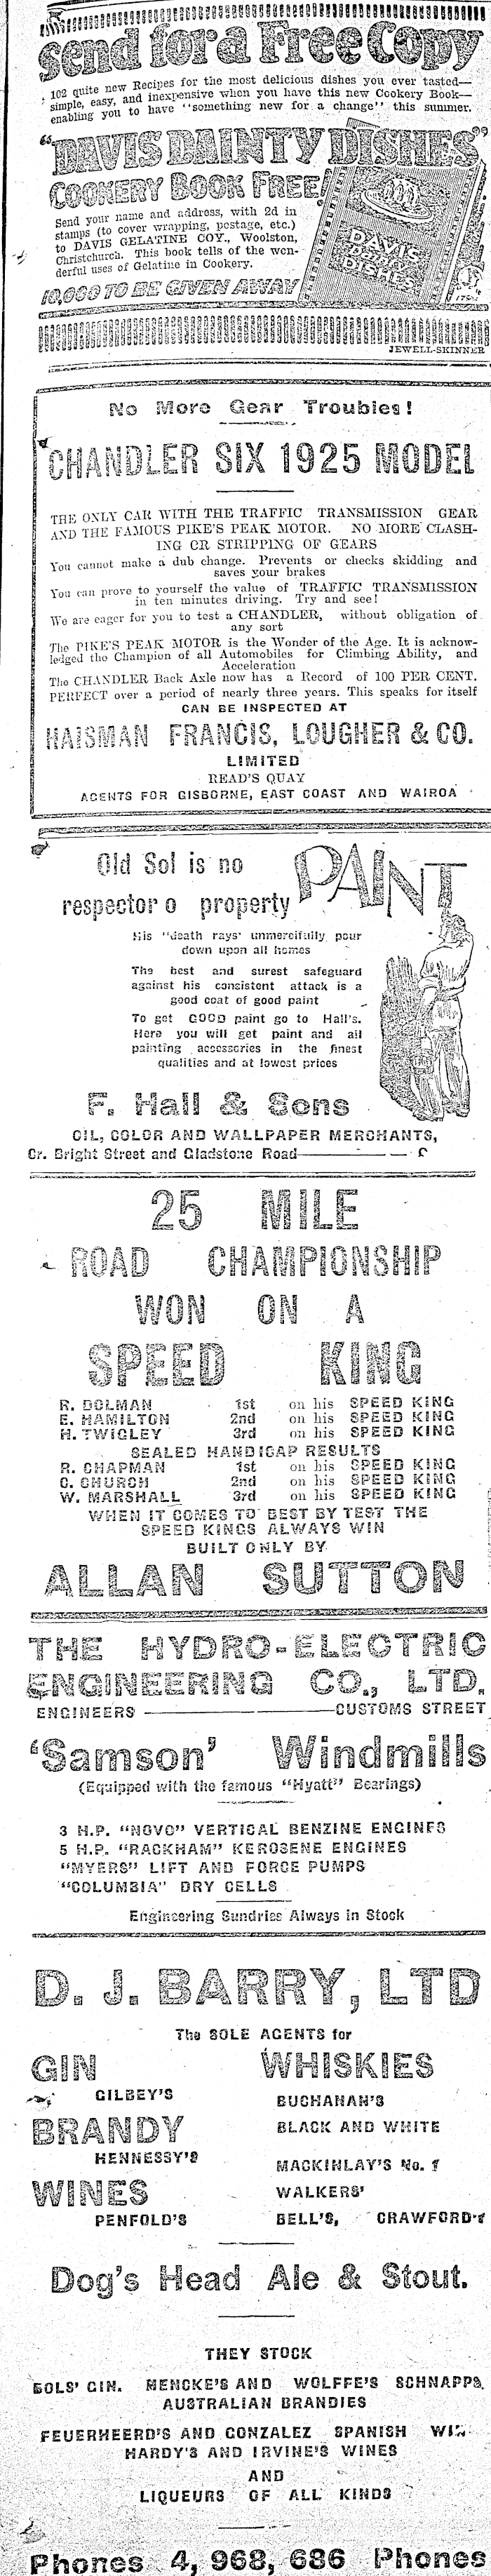 Send for a Free Copy
102 quite new Recipes for the most delicious dishes you ever tasted—
simple, easy, and inexpensive when you have this new Cookery Book—
enabling you to have "something new for a change" this summer.
"DAVIS DAINTY DISHES"
COOKERY BOOK FREE!
Send your name and address, with 2d in
stamps (to cover wrapping, postage, etc.)
to DAVIS GELATINE COY., Woolston,
Christchurch. This book tells of the won-
derful uses of Gelatine in Cookery.
DAVIS
DAINTY
DISHES
10,000 TO BE GIVEN AWAY
JEWELL-SKINNER
No More Gear Troubles!
CHANDLER SIX 1925 MODEL
THE ONLY CAR WITH THE TRAFFIC TRANSMISSION GEAR
AND THE FAMOUS PIKE'S PEAK MOTOR. NO MORE CLASH-
ING OR STRIPPING OF GEARS
You cannot make a dub change. Prevents or checks skidding and
saves your brakes
You can prove to yourself the value of TRAFFIC TRANSMISSION
in ten minutes driving. Try and see!
We are eager for you to test a CHANDLER, without obligation of
any sort
The PIKE'S PEAK MOTOR is the Wonder of the Age. It is acknow-
ledged the Champion of all Automobiles for Climbing Ability, and
Acceleration
The CHANDLER Back Axle now has a Record of 100 PER CENT.
PERFECT over a period of nearly three years. This speaks for itself
CAN BE INSPECTED AT
HAISMAN FRANCIS, LOUGHER & CO.
LIMITED
READ'S QUAY
AGENTS FOR GISBORNE, EAST COAST AND WAIROA
Old Sol is no
respector o property
PAINT
His "death rays" unmercifully pour
down upon all homes
The best and surest safeguard
against his consistent attack is a
good coat of good paint
To get GOOD paint go to Hall's.
Here you will get paint and all
painting accessories in the finest
qualities and at lowest prices
F. Hall & Sons
OIL, COLOR AND WALLPAPER MERCHANTS,
Cr. Bright Street and Gladstone Road
25 MILE
ROAD CHAMPIONSHIP
WON ON A
SPEED KING
R. DOLMAN 1st on his SPEED KING
E. HAMILTON 2nd on his SPEED KING
H. TWIGLEY 3rd on his SPEED KING
SEALED HANDICAP RESULTS
R. CHAPMAN 1st on his SPEED KING
C. CHURCH 2nd on his SPEED KING
W. MARSHALL 3rd on his SPEED KING
WHEN IT COMES TO BEST BY TEST THE
SPEED KINGS ALWAYS WIN
BUILT ONLY BY
ALLAN SUTTON
THE HYDRO-ELECTRIC
ENGINEERING CO., LTD.
ENGINEERS — CUSTOMS STREET
'Samson' Windmills
(Equipped with the famous "Hyatt" Bearings)
3 H.P. "NOVO" VERTICAL BENZINE ENGINES
5 H.P. "RACKHAM" KEROSENE ENGINES
"MYERS" LIFT AND FORCE PUMPS
"COLUMBIA" DRY CELLS
Engineering Sundries Always in Stock
D. J. BARRY, LTD
The SOLE AGENTS for
GIN WHISKIES
GILBEY'S BUCHANAN'S
BRANDY BLACK AND WHITE
HENNESSY'S MACKINLAY'S No. 1
WINES WALKERS'
PENFOLD'S BELL'S, CRAWFORD'S
Dog's Head Ale & Stout.
THEY STOCK
BOLS' GIN. MENCKE'S AND WOLFFE'S SCHNAPPS.
AUSTRALIAN BRANDIES
FEUERHEERD'S AND GONZALEZ SPANISH
HARDY'S AND IRVINE'S WINES
AND
LIQUEURS OF ALL KINDS
Phones 4, 968, 686 Phones